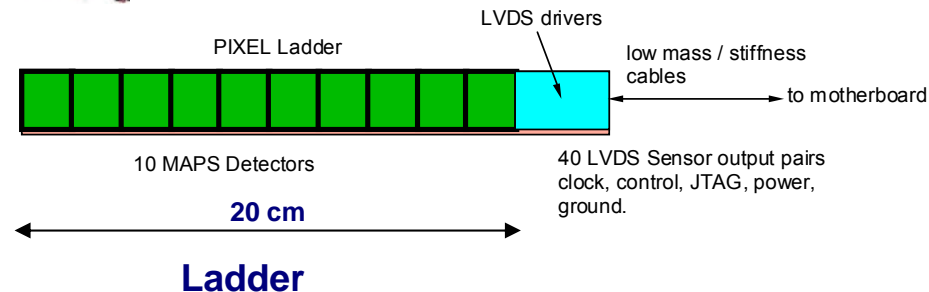 LVDS drivers
PIXEL Ladder
low mass / stiffness
cables
to motherboard
10 MAPS Detectors
40 LVDS Sensor output pairs
clock, control, JTAG, power,
ground.
20 cm
Ladder